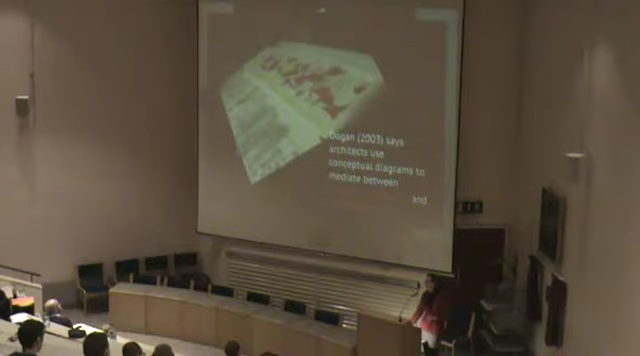 Dogan (2003) says
architects use
conceptual diagrams to
mediate between
and